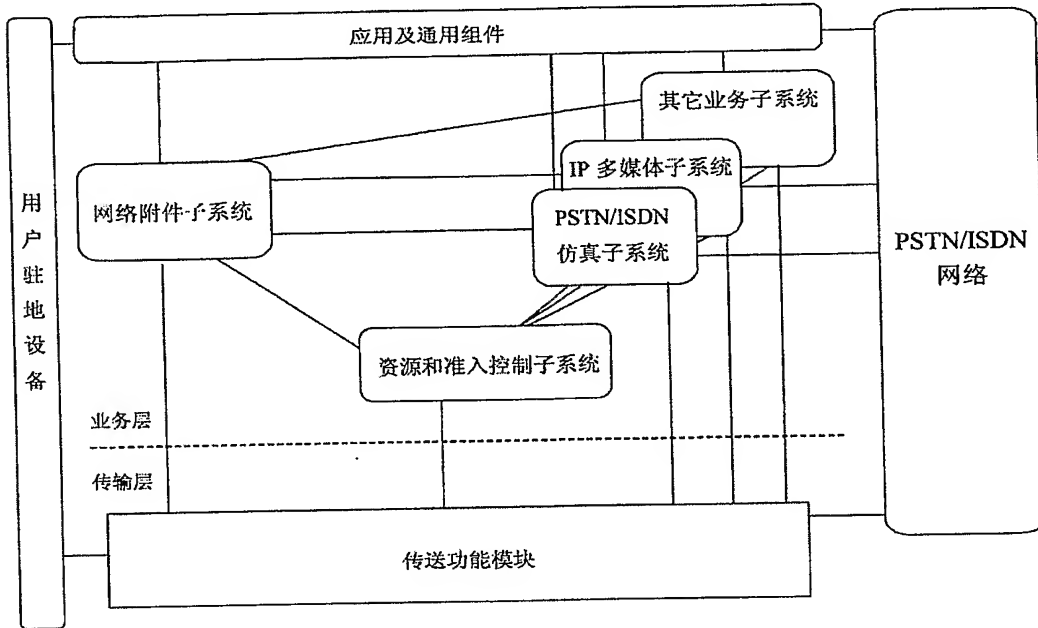 应用及通用组件
其它业务子系统
IP 多媒体子系统
网络附件子系统
PSTN/ISDN
仿真子系统
用户驻地设备
PSTN/ISDN
网络
资源和准入控制子系统
业务层
传输层
传送功能模块